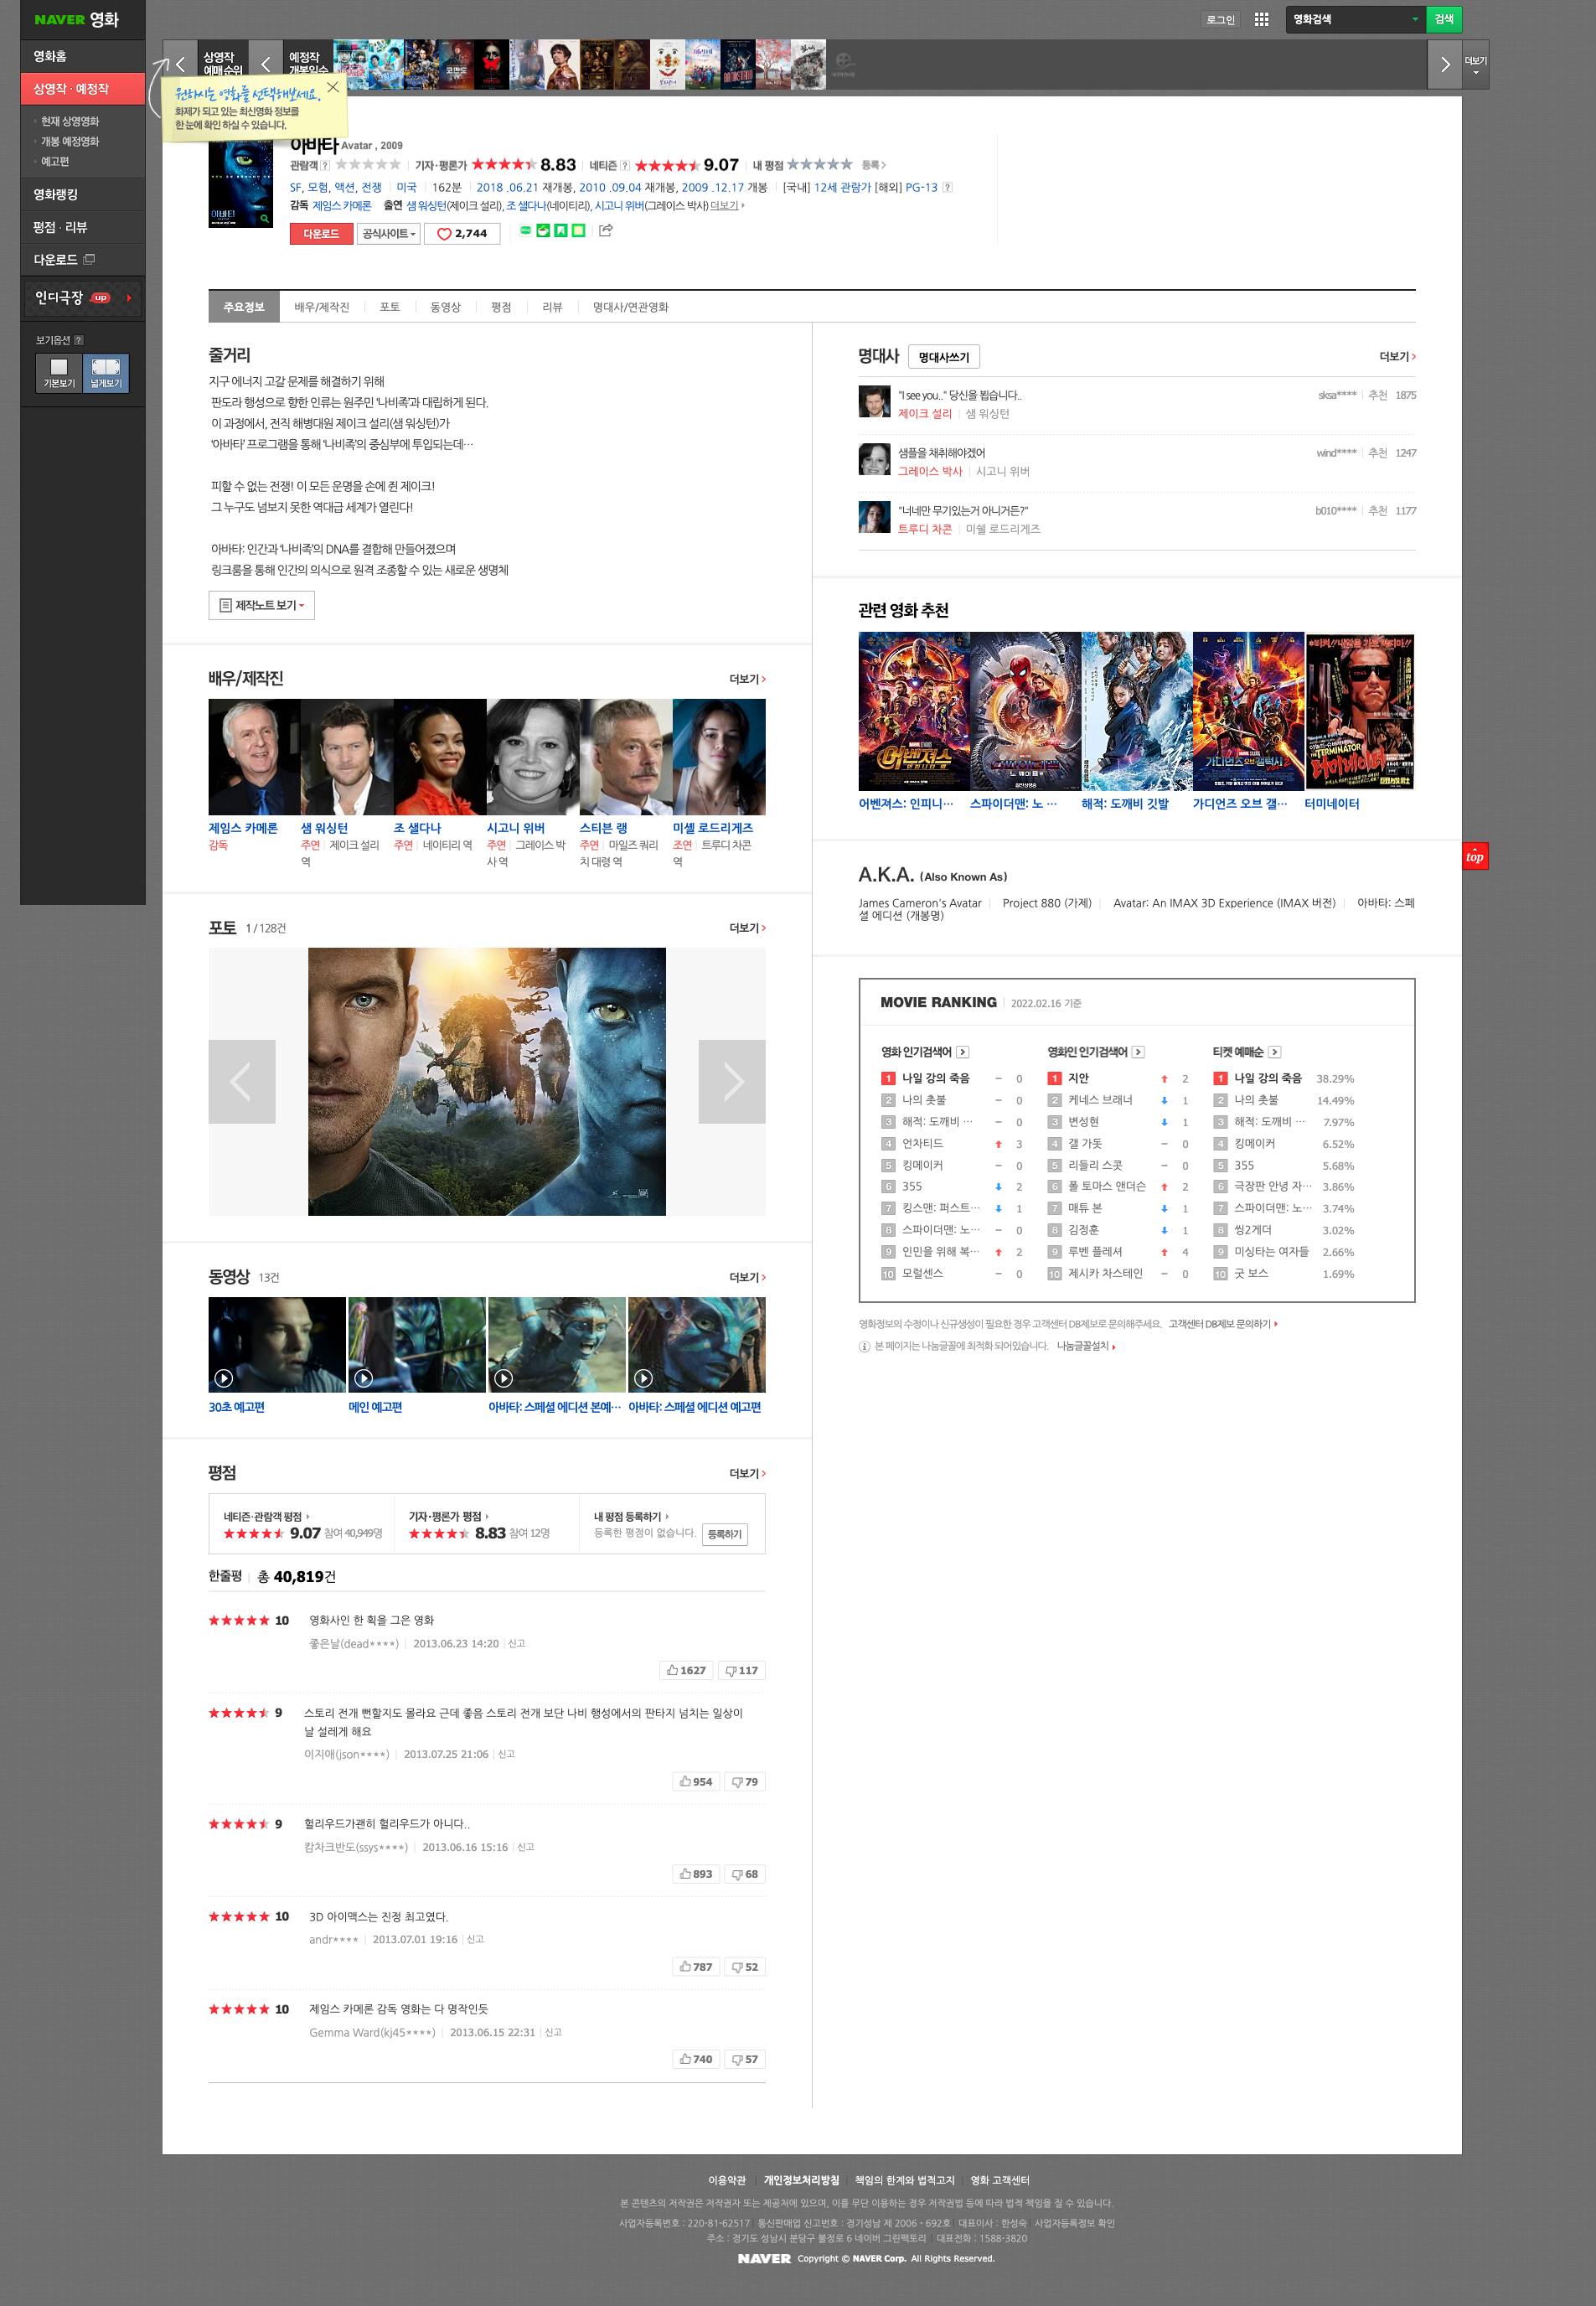 NAVER 영화
로그인
영화검색
검색
영화홈
상영작 · 예정작
현재 상영영화
개봉 예정영화
예고편
영화랭킹
평점 · 리뷰
다운로드
인디극장 up
보기옵션 ?
기본보기
넓게보기
상영작
예매순위
예정작
개봉일순
더보기
원하시는 영화를 선택해보세요.
화제가 되고 있는 최신영화 정보를
한 눈에 확인 하실 수 있습니다.
아바타 Avatar , 2009
관람객 ? 기자·평론가 8.83 네티즌 ? 9.07 내 평점 등록
SF, 모험, 액션, 전쟁 미국 162분 2018 .06.21 재개봉, 2010 .09.04 재개봉, 2009 .12.17 개봉 [국내] 12세 관람가 [해외] PG-13 ?
감독 제임스 카메론 출연 샘 워싱턴(제이크 설리), 조 샐다나(네이티리), 시고니 위버(그레이스 박사) 더보기
다운로드 공식사이트 2,744
주요정보 배우/제작진 포토 동영상 평점 리뷰 명대사/연관영화
줄거리
지구 에너지 고갈 문제를 해결하기 위해
판도라 행성으로 향한 인류는 원주민 ‘나비족’과 대립하게 된다.
이 과정에서, 전직 해병대원 제이크 설리(샘 워싱턴)가
‘아바타’ 프로그램을 통해 ‘나비족’의 중심부에 투입되는데…
피할 수 없는 전쟁! 이 모든 운명을 손에 쥔 제이크!
그 누구도 넘보지 못한 역대급 세계가 열린다!
아바타: 인간과 ‘나비족’의 DNA를 결합해 만들어졌으며
링크룸을 통해 인간의 의식으로 원격 조종할 수 있는 새로운 생명체
제작노트 보기
배우/제작진 더보기
제임스 카메론
감독
샘 워싱턴
주연 제이크 설리
역
조 샐다나
주연 네이티리 역
시고니 위버
주연 그레이스 박
사 역
스티븐 랭
주연 마일즈 쿼리
치 대령 역
미셸 로드리게즈
조연 트루디 차콘
역
포토 1 / 128건 더보기
동영상 13건 더보기
30초 예고편
메인 예고편
아바타: 스페셜 에디션 본예…
아바타: 스페셜 에디션 예고편
평점 더보기
네티즌·관람객 평점
9.07 참여 40,949명
기자·평론가 평점
8.83 참여 12명
내 평점 등록하기
등록한 평점이 없습니다. 등록하기
한줄평 총 40,819건
10 영화사인 한 획을 그은 영화
좋은날(dead****) 2013.06.23 14:20 신고
1627 117
9 스토리 전개 뻔할지도 몰라요 근데 좋음 스토리 전개 보단 나비 행성에서의 판타지 넘치는 일상이
날 설레게 해요
이지애(json****) 2013.07.25 21:06 신고
954 79
9 헐리우드가괜히 헐리우드가 아니다..
캄차크반도(ssys****) 2013.06.16 15:16 신고
893 68
10 3D 아이맥스는 진정 최고였다.
andr**** 2013.07.01 19:16 신고
787 52
10 제임스 카메론 감독 영화는 다 명작인듯
Gemma Ward(kj45****) 2013.06.15 22:31 신고
740 57
명대사 명대사쓰기 더보기
"I see you.." 당신을 뵙습니다.. sksa**** 추천 1875
제이크 설리 샘 워싱턴
샘플을 채취해야겠어 wind**** 추천 1247
그레이스 박사 시고니 위버
"너네만 무기있는거 아니거든?" b010**** 추천 1177
트루디 차콘 미셸 로드리게즈
관련 영화 추천
어벤져스: 인피니…
스파이더맨: 노 …
해적: 도깨비 깃발
가디언즈 오브 갤…
터미네이터
top
A.K.A. (Also Known As)
James Cameron's Avatar Project 880 (가제) Avatar: An IMAX 3D Experience (IMAX 버전) 아바타: 스페
셜 에디션 (개봉명)
MOVIE RANKING 2022.02.16 기준
영화 인기검색어
1 나일 강의 죽음 0
2 나의 촛불 0
3 해적: 도깨비 … 0
4 언차티드 3
5 킹메이커 0
6 355 2
7 킹스맨: 퍼스트… 1
8 스파이더맨: 노… 0
9 인민을 위해 복… 2
10 모럴센스 0
영화인 인기검색어
1 지안 2
2 케네스 브래너 1
3 변성현 1
4 갤 가돗 0
5 리들리 스콧 0
6 폴 토마스 앤더슨 2
7 매튜 본 1
8 김정훈 1
9 루벤 플레셔 4
10 제시카 차스테인 0
티켓 예매순
1 나일 강의 죽음 38.29%
2 나의 촛불 14.49%
3 해적: 도깨비 … 7.97%
4 킹메이커 6.52%
5 355 5.68%
6 극장판 안녕 자… 3.86%
7 스파이더맨: 노… 3.74%
8 씽2게더 3.02%
9 미싱타는 여자들 2.66%
10 굿 보스 1.69%
영화정보의 수정이나 신규생성이 필요한 경우 고객센터 DB제보로 문의해주세요. 고객센터 DB제보 문의하기
본 페이지는 나눔글꼴에 최적화 되어있습니다. 나눔글꼴설치
이용약관 개인정보처리방침 책임의 한계와 법적고지 영화 고객센터
본 콘텐츠의 저작권은 저작권자 또는 제공처에 있으며, 이를 무단 이용하는 경우 저작권법 등에 따라 법적 책임을 질 수 있습니다.
사업자등록번호 : 220-81-62517 통신판매업 신고번호 : 경기성남 제 2006 - 692호 대표이사 : 한성숙 사업자등록정보 확인
주소 : 경기도 성남시 분당구 불정로 6 네이버 그린팩토리 대표전화 : 1588-3820
NAVER Copyright © NAVER Corp. All Rights Reserved.